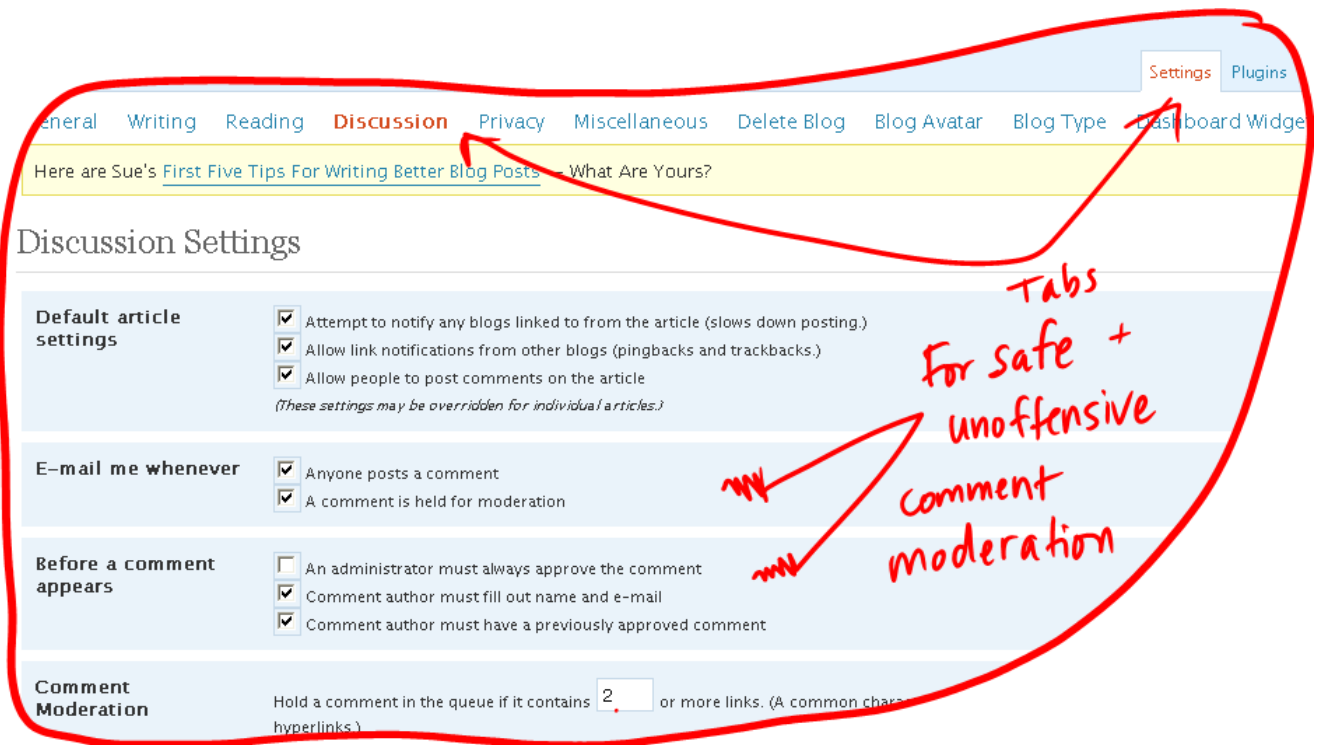 Settings Plugins
eneral Writing Reading Discussion Privacy Miscellaneous Delete Blog Blog Avatar Blog Type Dashboard Widge
Here are Sue's First Five Tips For Writing Better Blog Posts - What Are Yours?
Discussion Settings
Tabs
For safe +
unoffensive
comment
moderation
Default article
settings
Attempt to notify any blogs linked to from the article (slows down posting.)
Allow link notifications from other blogs (pingbacks and trackbacks.)
Allow people to post comments on the article
(These settings may be overridden for individual articles.)
E-mail me whenever
Anyone posts a comment
A comment is held for moderation
Before a comment
appears
An administrator must always approve the comment
Comment author must fill out name and e-mail
Comment author must have a previously approved comment
Comment
Moderation
Hold a comment in the queue if it contains 2 or more links. (A common charac
hyperlinks.)